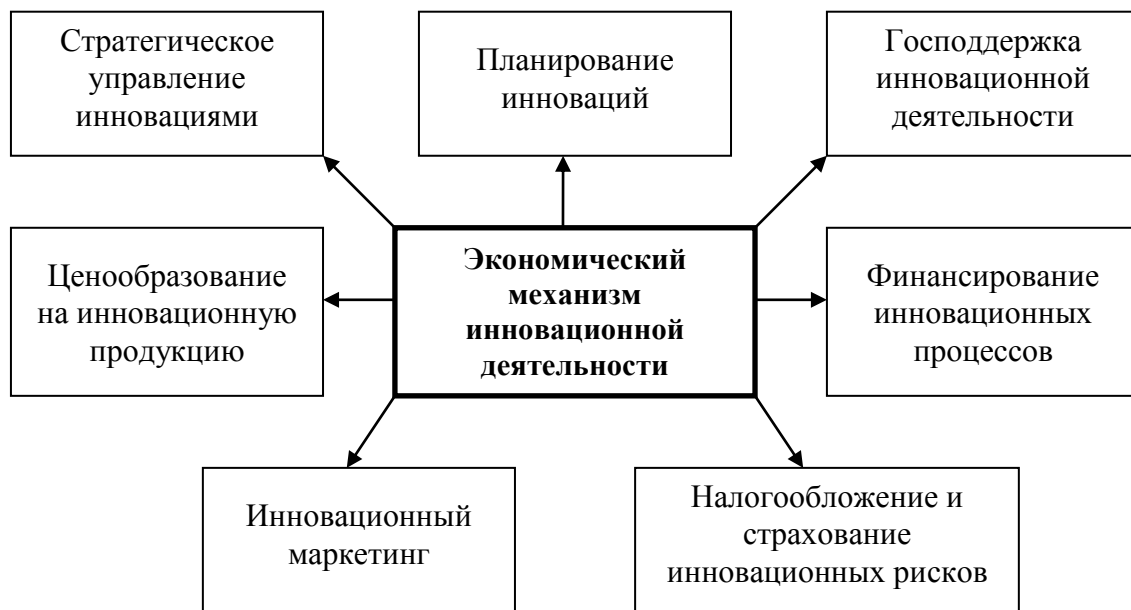 Стратегическое
управление
инновациями
Планирование
инноваций
Господдержка
инновационной
деятельности
Ценообразование
на инновационную
продукцию
Экономический
механизм
инновационной
деятельности
Финансирование
инновационных
процессов
Инновационный
маркетинг
Налогообложение и
страхование
инновационных рисков